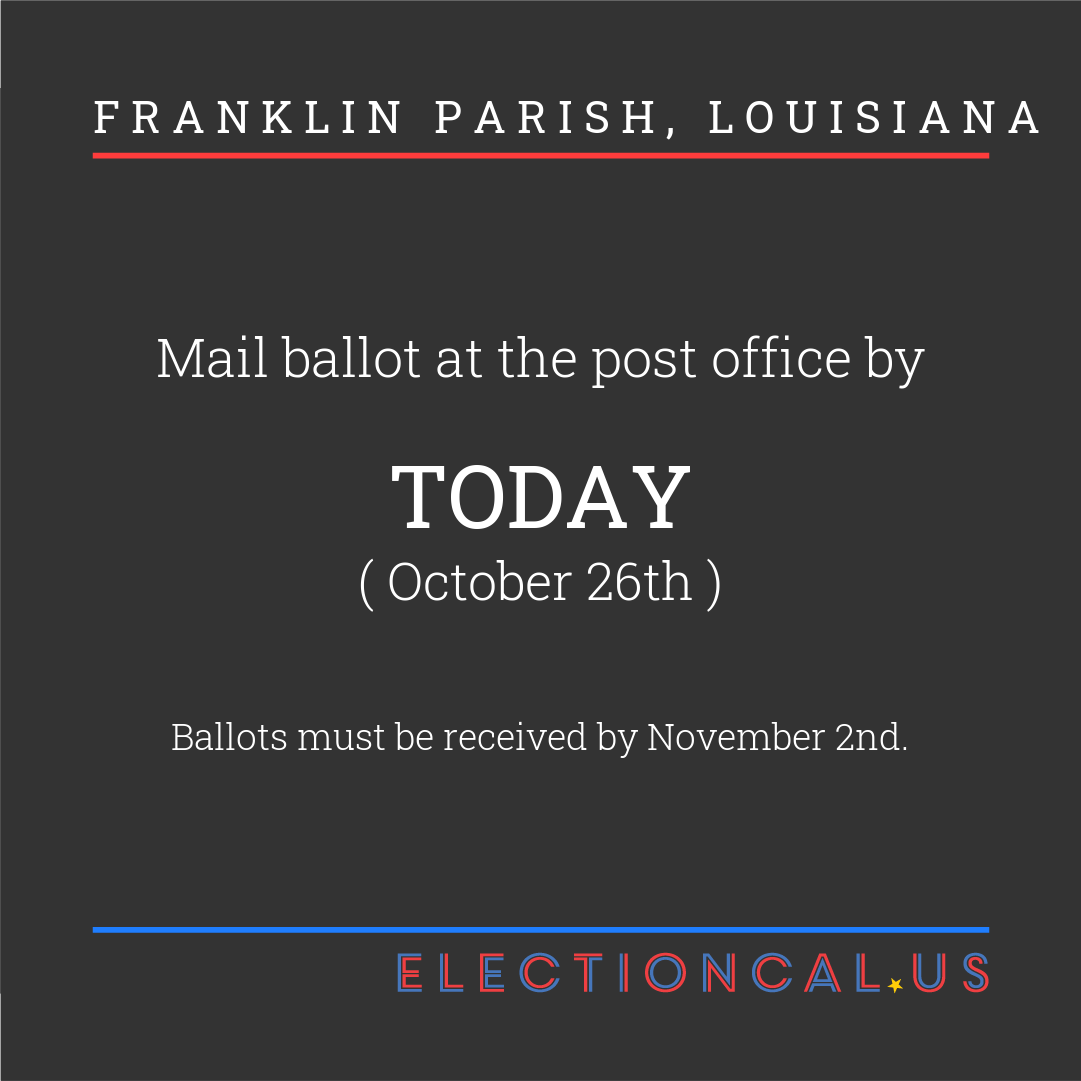 FRANKLIN PARISH, LOUISIANA
Mail ballot at the post office by
TODAY
( October 26th )
Ballots must be received by November 2nd.
ELECTIONCAL.US